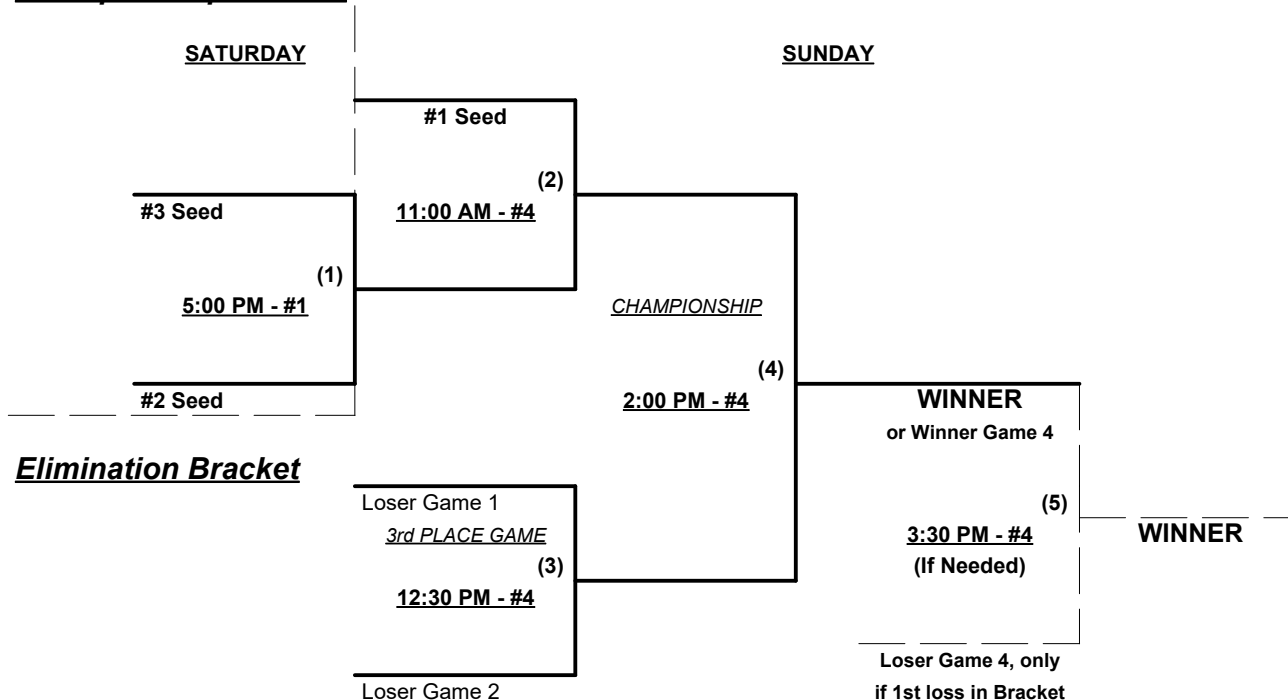 SATURDAY
SUNDAY
#1 Seed
(2)
11:00 AM - #4
#3 Seed
(1)
5:00 PM - #1
#2 Seed
CHAMPIONSHIP
(4)
2:00 PM - #4
WINNER
or Winner Game 4
Elimination Bracket
Loser Game 1
3rd PLACE GAME
(3)
12:30 PM - #4
Loser Game 2
(5)
3:30 PM - #4
(If Needed)
WINNER
Loser Game 4, only
if 1st loss in Bracket